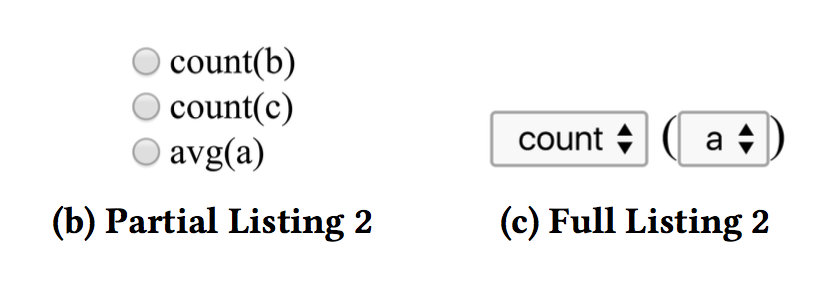 count(b)
count(c)
avg(a)
(b) Partial Listing 2
count ( a )
(c) Full Listing 2